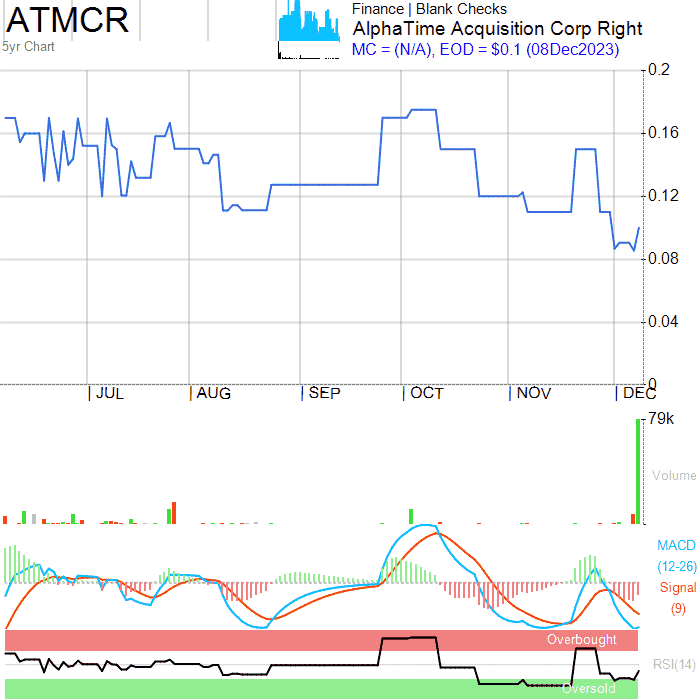 ATMCR
5yr Chart
Finance | Blank Checks
AlphaTime Acquisition Corp Right
MC = (N/A), EOD = $0.1 (08Dec2023)
0.2
0.16
0.12
0.08
0.04
0
JUL AUG SEP OCT NOV DEC
79k
Volume
MACD
(12-26)
Signal
(9)
Overbought
RSI(14)
Oversold